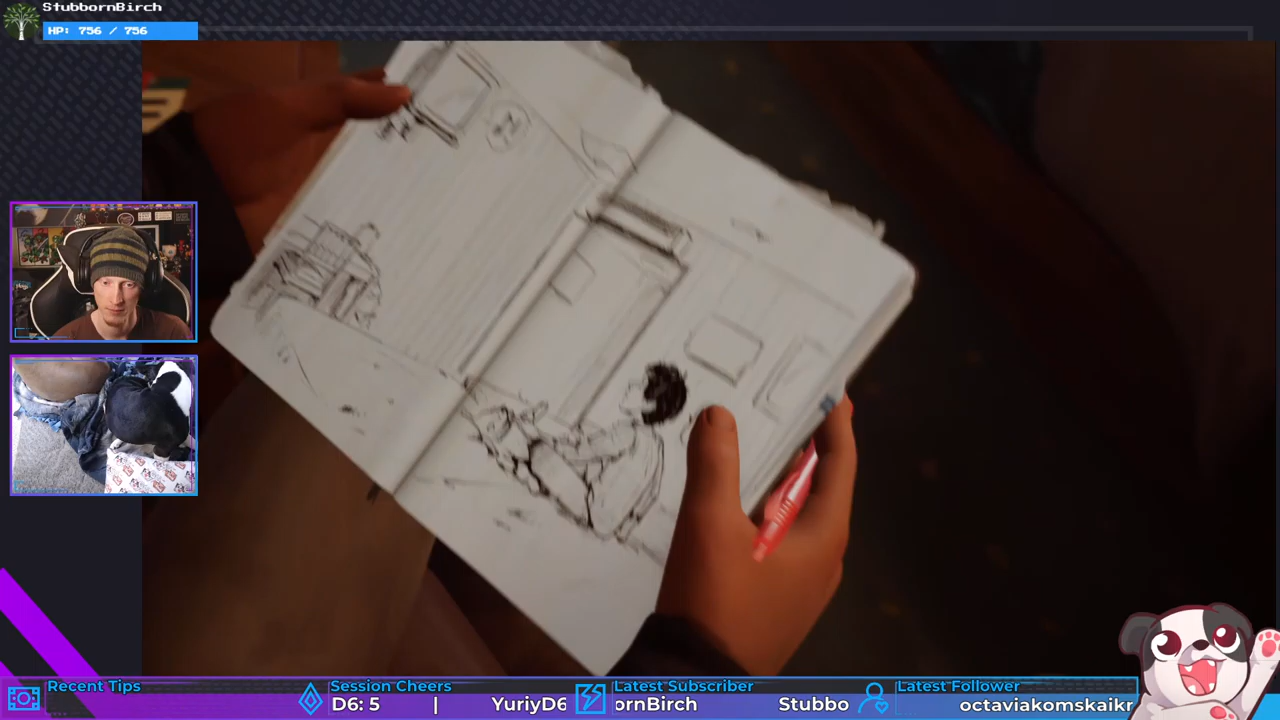 StubbornBirch
HP: 756 / 756
Recent Tips
Session Cheers
D6: 5 | YuriyD6
Latest Subscriber
ornBirch Stubbo
Latest Follower
octaviakomskaikr